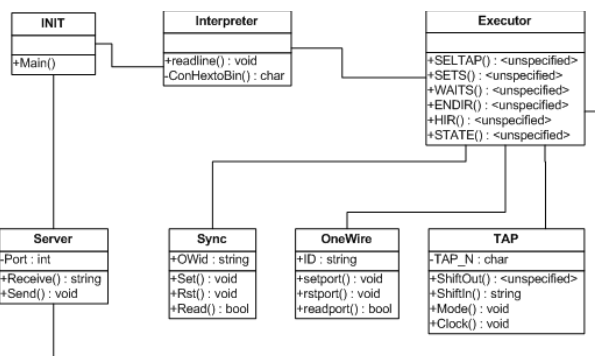 INIT
+Main()
Interpreter
+readline() : void
-ConHextoBin() : char
Executor
+SELTAP() : <unspecified>
+SETS() : <unspecified>
+WAITS() : <unspecified>
+ENDIR() : <unspecified>
+HIR() : <unspecified>
+STATE() : <unspecified>
Server
-Port : int
+Receive() : string
+Send() : void
Sync
+OWid : string
+Set() : void
+Rst() : void
+Read() : bool
OneWire
+ID : string
+setport() : void
+rstport() : void
+readport() : bool
TAP
-TAP_N : char
+ShiftOut() : <unspecified>
+ShiftIn() : string
+Mode() : void
+Clock() : void